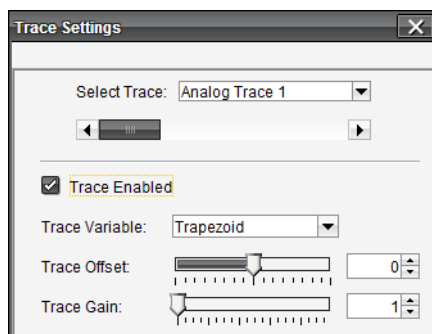 Trace Settings
Select Trace: Analog Trace 1
Trace Enabled
Trace Variable: Trapezoid
Trace Offset: 0
Trace Gain: 1